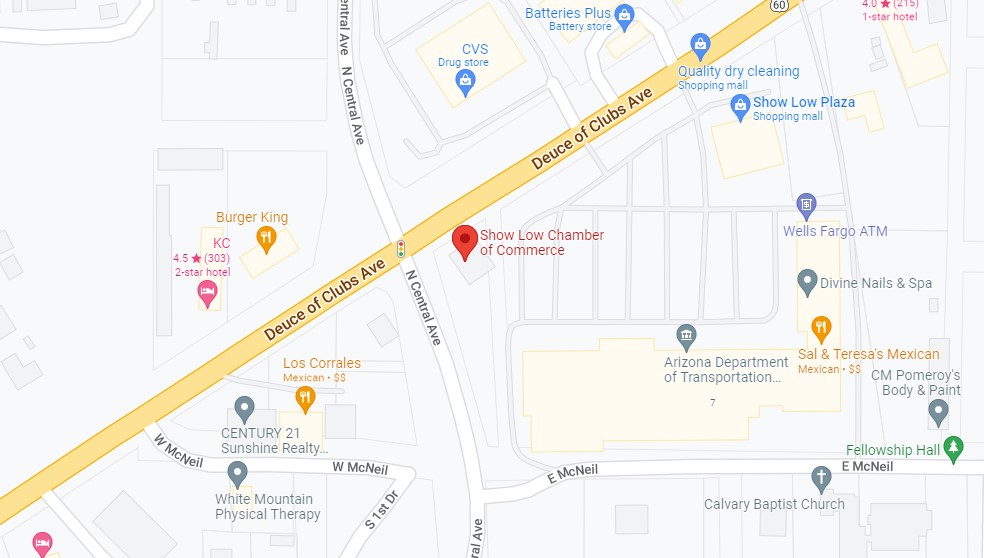 entral Ave
N Central Ave
Batteries Plus
Battery store
60
4.0 ★ (215)
1-star hotel
CVS
Drug store
Quality dry cleaning
Shopping mall
Show Low Plaza
Shopping mall
Deuce of Clubs Ave
Burger King
KC
4.5 ★ (303)
2-star hotel
Show Low Chamber
of Commerce
Wells Fargo ATM
Deuce of Clubs Ave
N Central Ave
Divine Nails & Spa
Los Corrales
Mexican • $$
Arizona Department
of Transportation...
7
Sal & Teresa's Mexican
Mexican • $$
CM Pomeroy's
Body & Paint
CENTURY 21
Sunshine Realty...
W McNeil
W McNeil
E McNeil
Fellowship Hall
E McNeil
White Mountain
Physical Therapy
S 1st Dr
Calvary Baptist Church
ral Ave